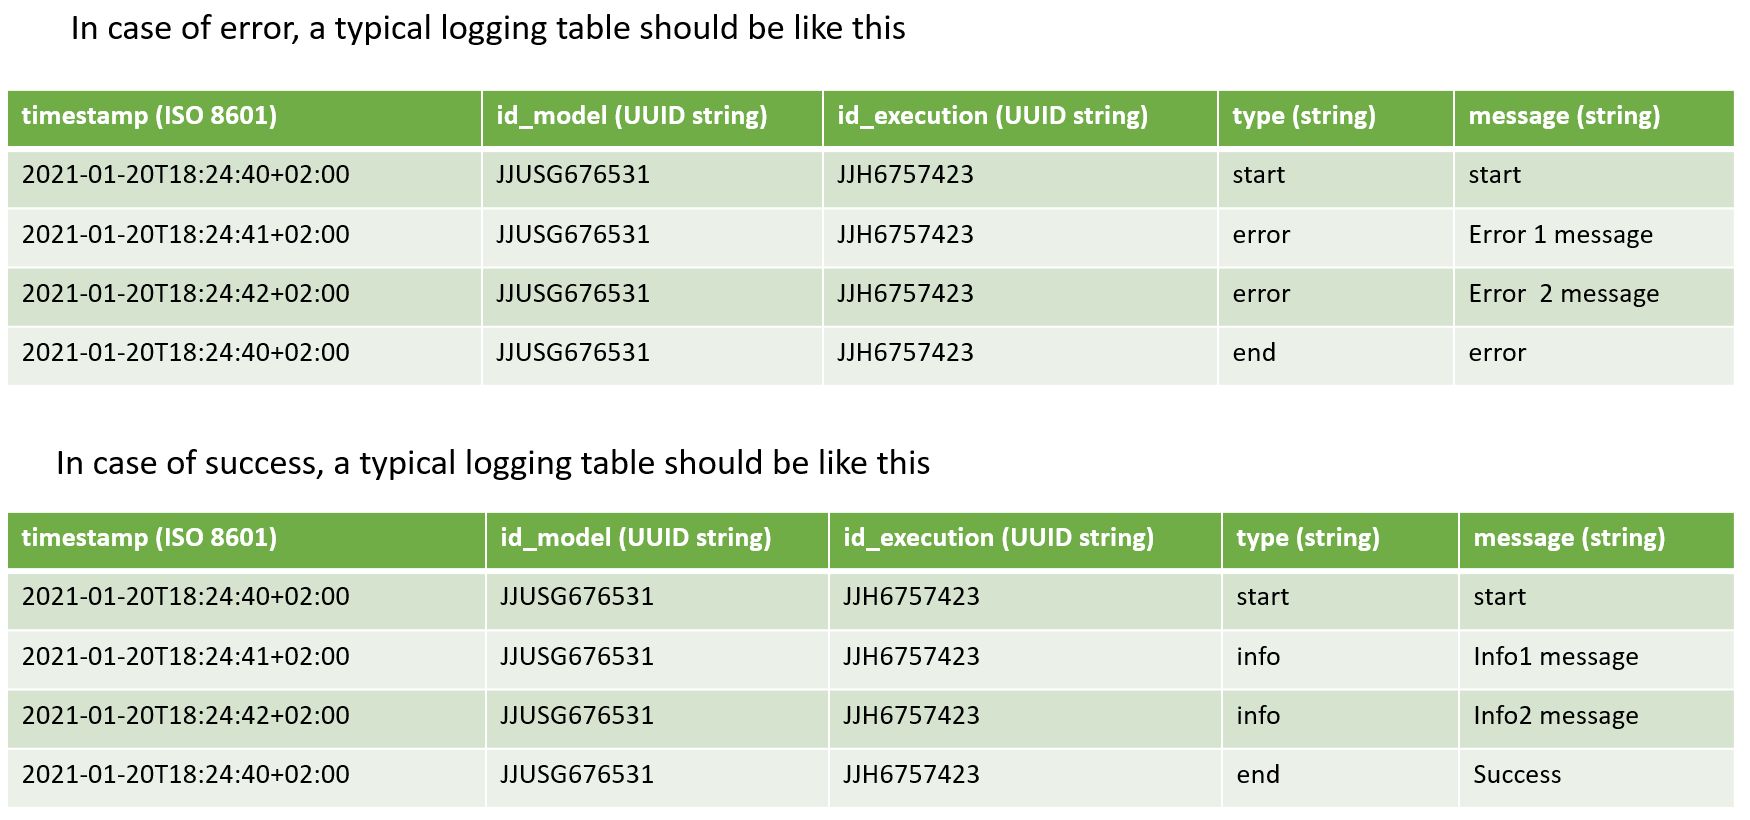 In case of error, a typical logging table should be like this
timestamp (ISO 8601) id_model (UUID string) id_execution (UUID string) type (string) message (string)
2021-01-20T18:24:40+02:00 JJUSG676531 JJH6757423 start start
2021-01-20T18:24:41+02:00 JJUSG676531 JJH6757423 error Error 1 message
2021-01-20T18:24:42+02:00 JJUSG676531 JJH6757423 error Error  2 message
2021-01-20T18:24:40+02:00 JJUSG676531 JJH6757423 end error
In case of success, a typical logging table should be like this
timestamp (ISO 8601) id_model (UUID string) id_execution (UUID string) type (string) message (string)
2021-01-20T18:24:40+02:00 JJUSG676531 JJH6757423 start start
2021-01-20T18:24:41+02:00 JJUSG676531 JJH6757423 info Info1 message
2021-01-20T18:24:42+02:00 JJUSG676531 JJH6757423 info Info2 message
2021-01-20T18:24:40+02:00 JJUSG676531 JJH6757423 end Success